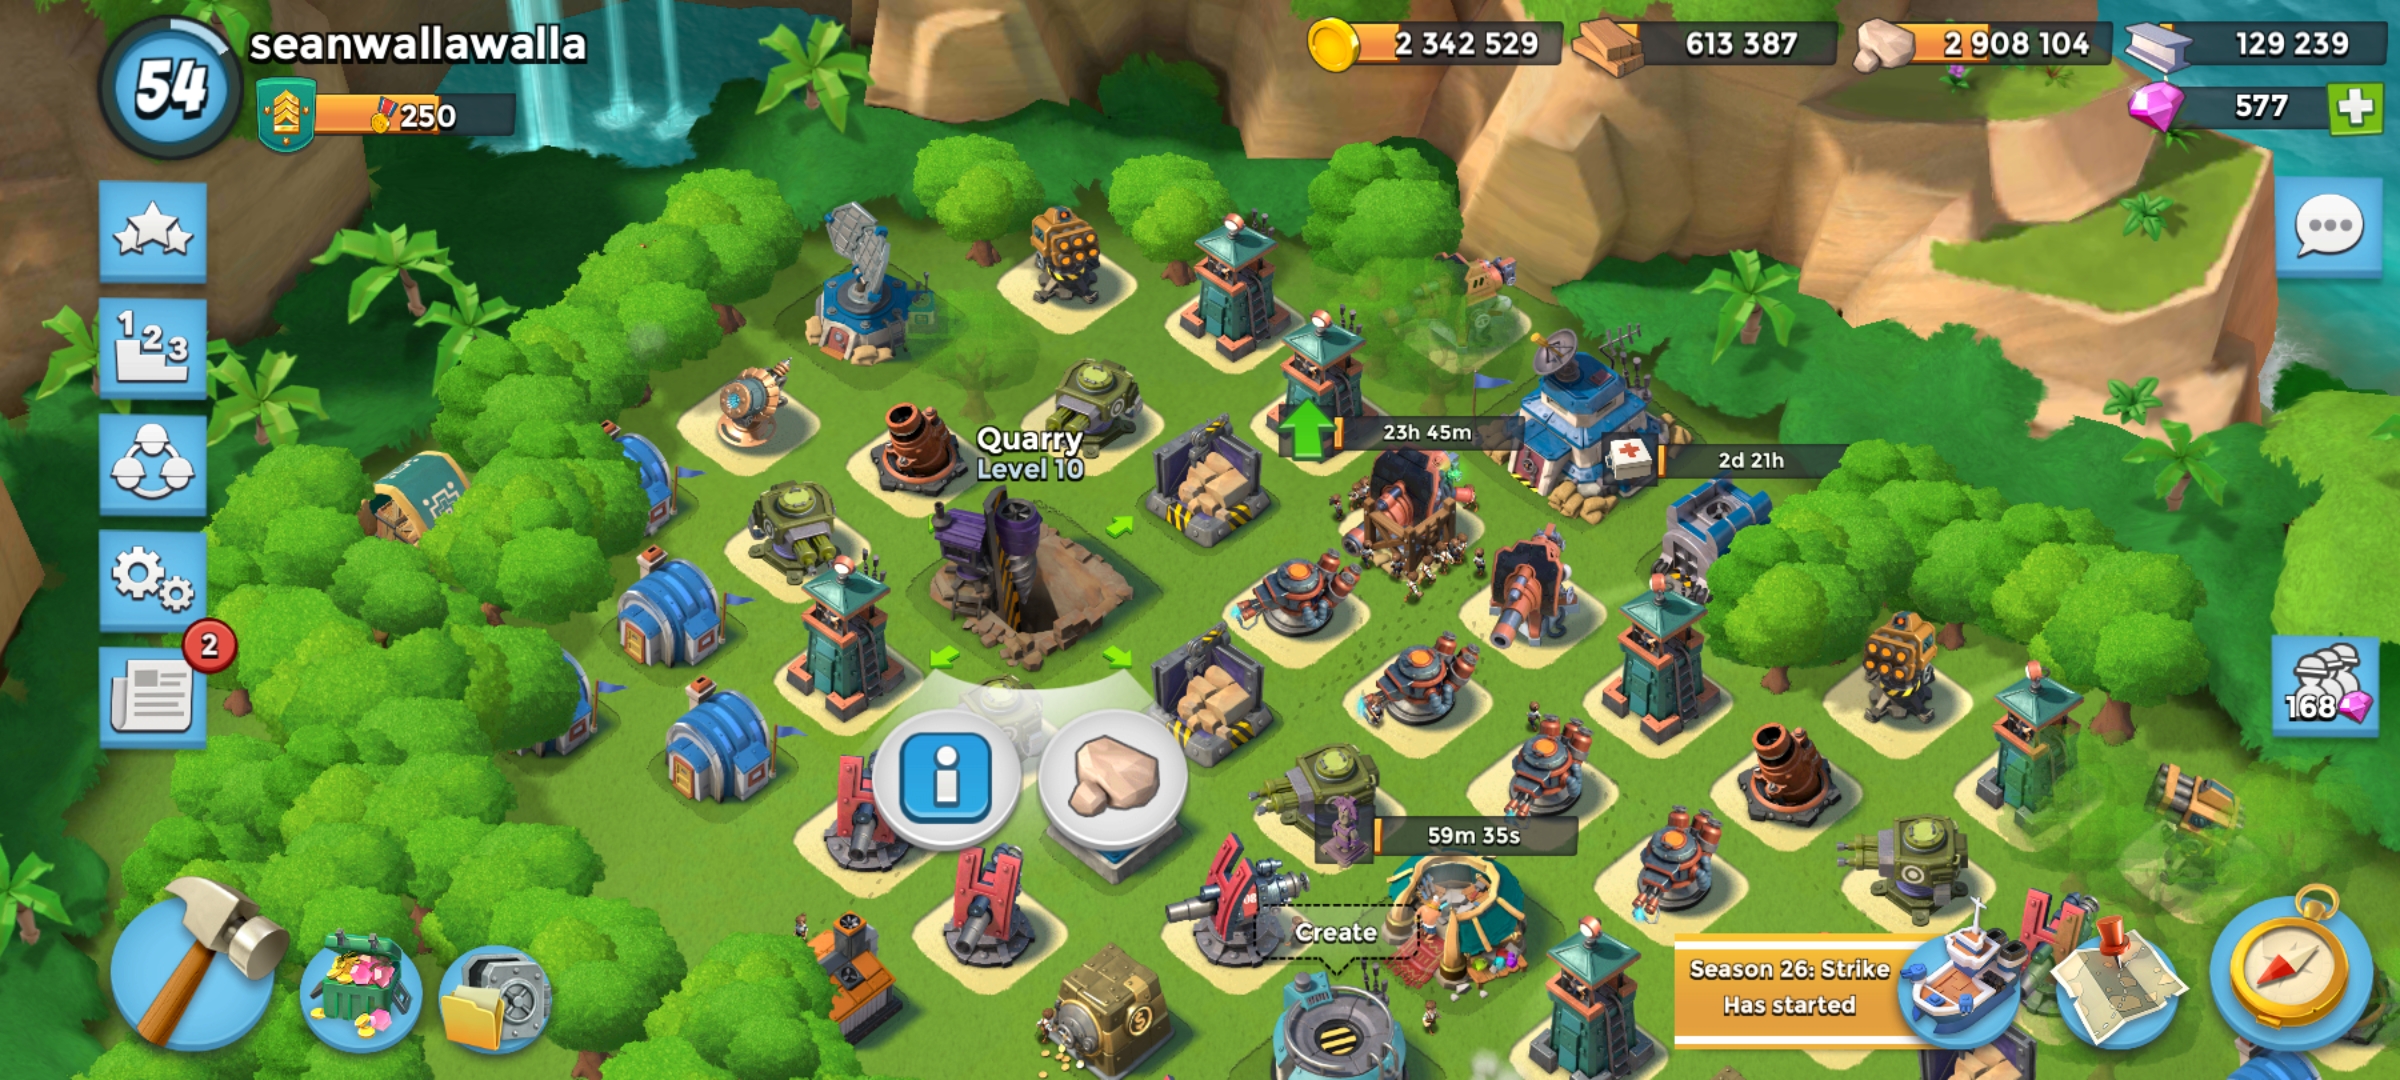 54
seanwallawalla
250
2 342 529
613 387
2 908 104
129 239
577
123
23h 45m
2d 21h
Quarry
Level 10
2
168
59m 35s
Create
Season 26: Strike
Has started